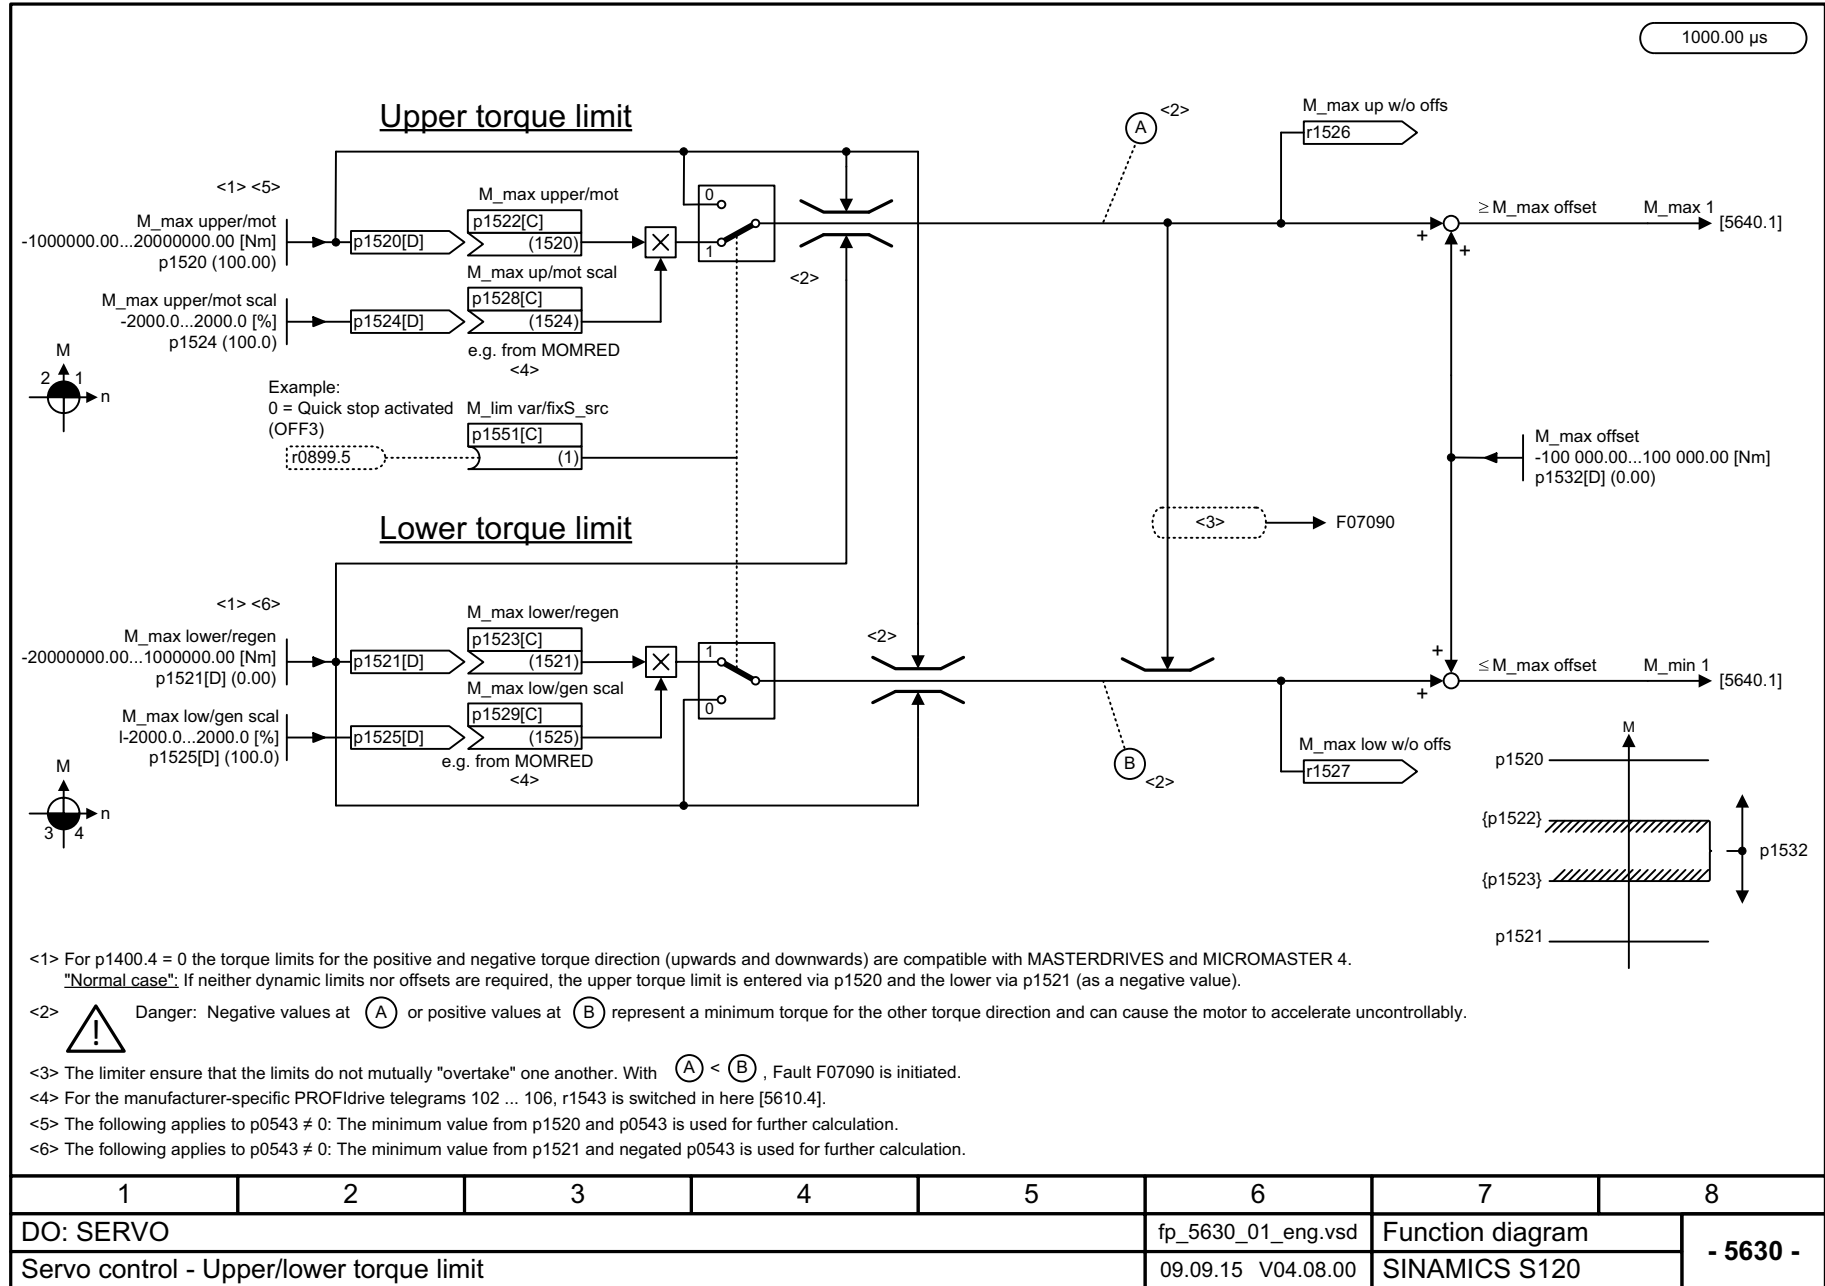 1000.00 µs
Upper torque limit
<1> <5>
M_max upper/mot
-1000000.00...20000000.00 [Nm]
p1520 (100.00)
p1520[D]
M_max upper/mot
p1522[C]
(1520)
M_max upper/mot scal
-2000.0...2000.0 [%]
p1524 (100.0)
p1524[D]
M_max up/mot scal
p1528[C]
(1524)
e.g. from MOMRED
<4>
0
1
<2>
A
<2>
M_max up w/o offs
r1526
≥ M_max offset
M_max 1
[5640.1]
+
+
M
2
1
n
Example:
0 = Quick stop activated
(OFF3)
r0899.5
M_lim var/fixS_src
p1551[C]
(1)
M_max offset
-100 000.00...100 000.00 [Nm]
p1532[D] (0.00)
<3>
F07090
Lower torque limit
<1> <6>
M_max lower/regen
-20000000.00...1000000.00 [Nm]
p1521[D] (0.00)
p1521[D]
M_max lower/regen
p1523[C]
(1521)
M_max low/gen scal
l-2000.0...2000.0 [%]
p1525[D] (100.0)
p1525[D]
M_max low/gen scal
p1529[C]
(1525)
e.g. from MOMRED
<4>
1
0
<2>
B
<2>
M_max low w/o offs
r1527
+
+
≤ M_max offset
M_min 1
[5640.1]
M
n
3
4
M
p1520
{p1522}
p1532
{p1523}
p1521
<1> For p1400.4 = 0 the torque limits for the positive and negative torque direction (upwards and downwards) are compatible with MASTERDRIVES and MICROMASTER 4.
"Normal case": If neither dynamic limits nor offsets are required, the upper torque limit is entered via p1520 and the lower via p1521 (as a negative value).
<2> ! Danger: Negative values at A or positive values at B represent a minimum torque for the other torque direction and can cause the motor to accelerate uncontrollably.
<3> The limiter ensure that the limits do not mutually "overtake" one another. With A < B , Fault F07090 is initiated.
<4> For the manufacturer-specific PROFIdrive telegrams 102 ... 106, r1543 is switched in here [5610.4].
<5> The following applies to p0543 ≠ 0: The minimum value from p1520 and p0543 is used for further calculation.
<6> The following applies to p0543 ≠ 0: The minimum value from p1521 and negated p0543 is used for further calculation.
1 2 3 4 5 6 7 8
DO: SERVO
fp_5630_01_eng.vsd
Function diagram
- 5630 -
Servo control - Upper/lower torque limit
09.09.15 V04.08.00
SINAMICS S120